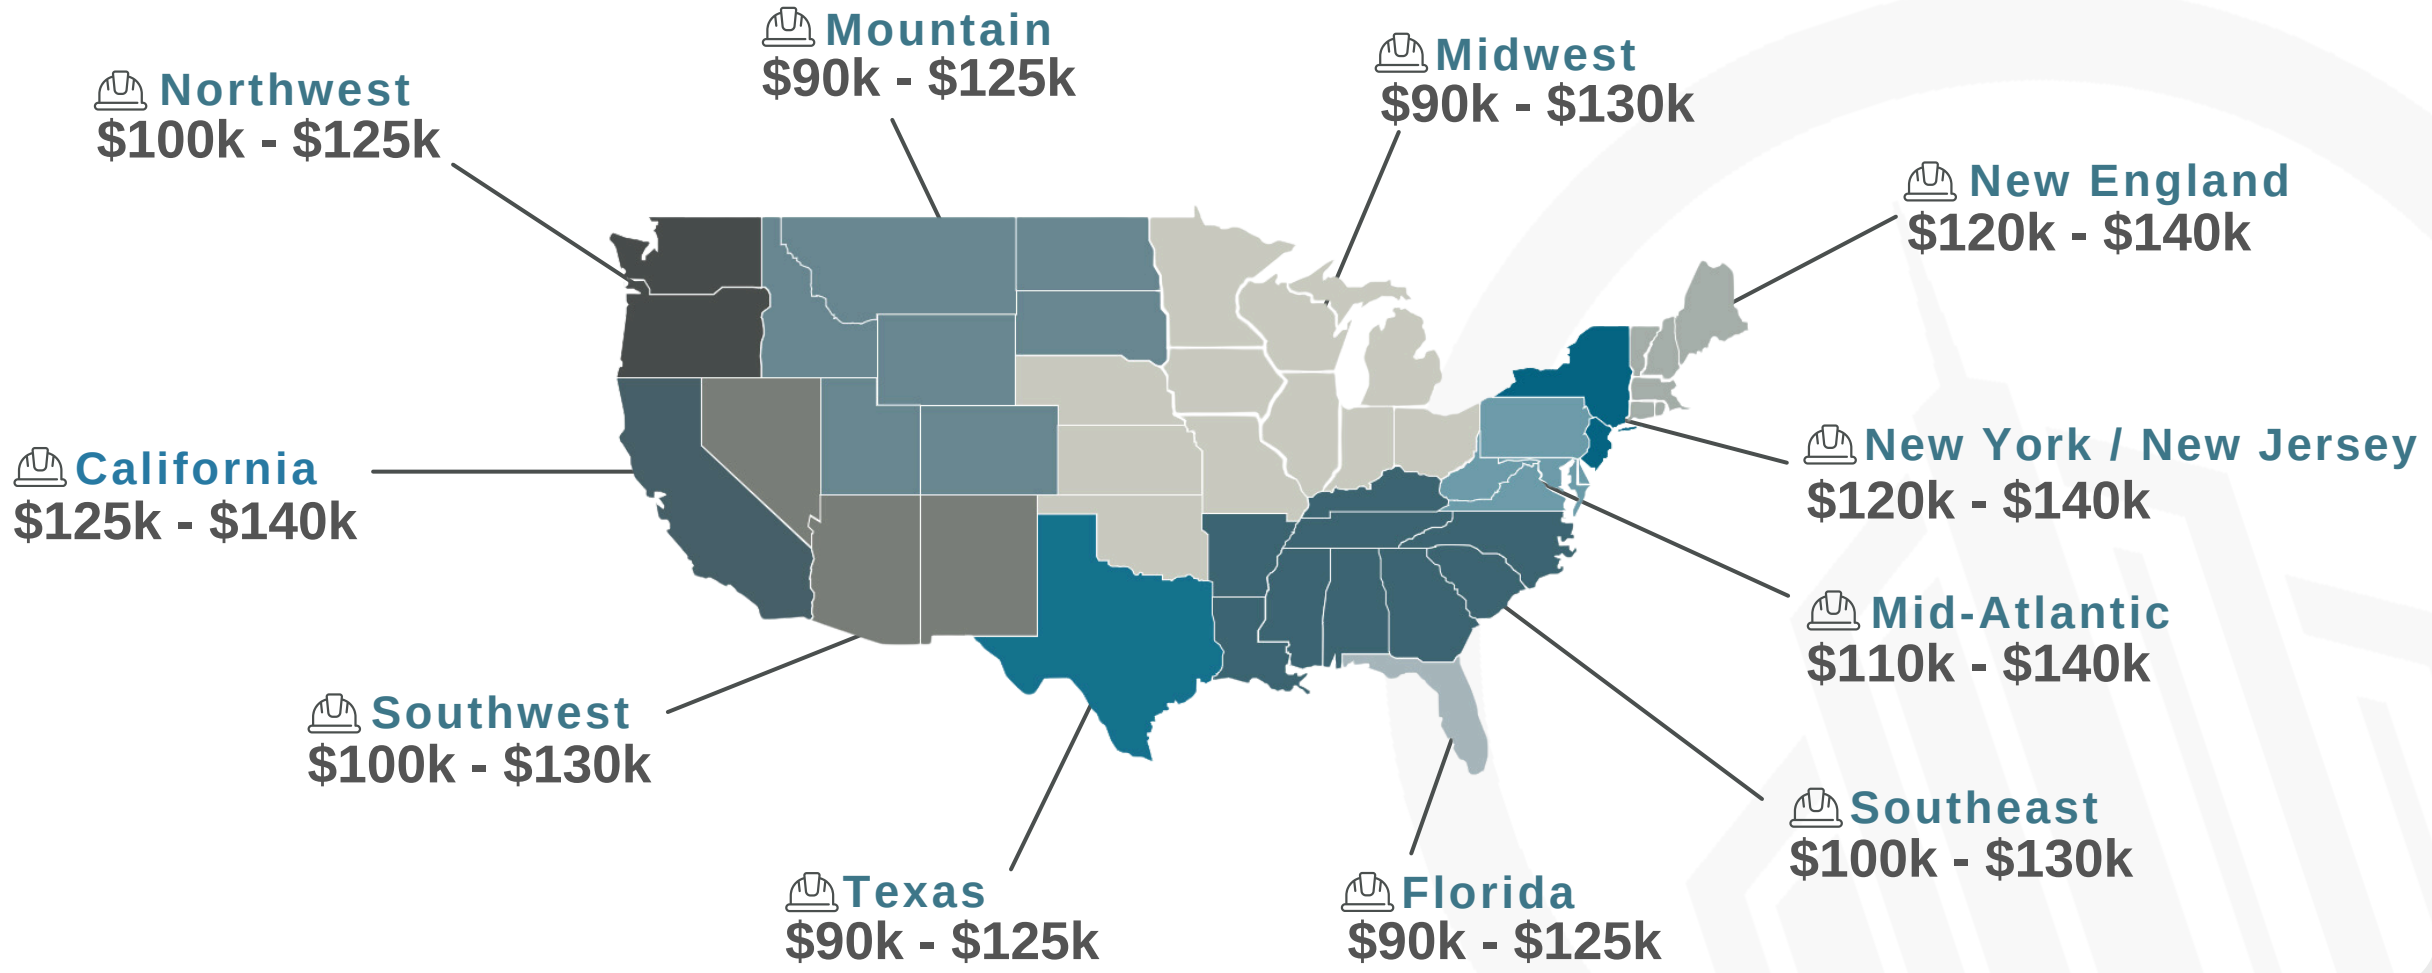 Mountain
$90k - $125k
Midwest
$90k - $130k
Northwest
$100k - $125k
New England
$120k - $140k
California
$125k - $140k
New York / New Jersey
$120k - $140k
Mid-Atlantic
$110k - $140k
Southwest
$100k - $130k
Southeast
$100k - $130k
Texas
$90k - $125k
Florida
$90k - $125k